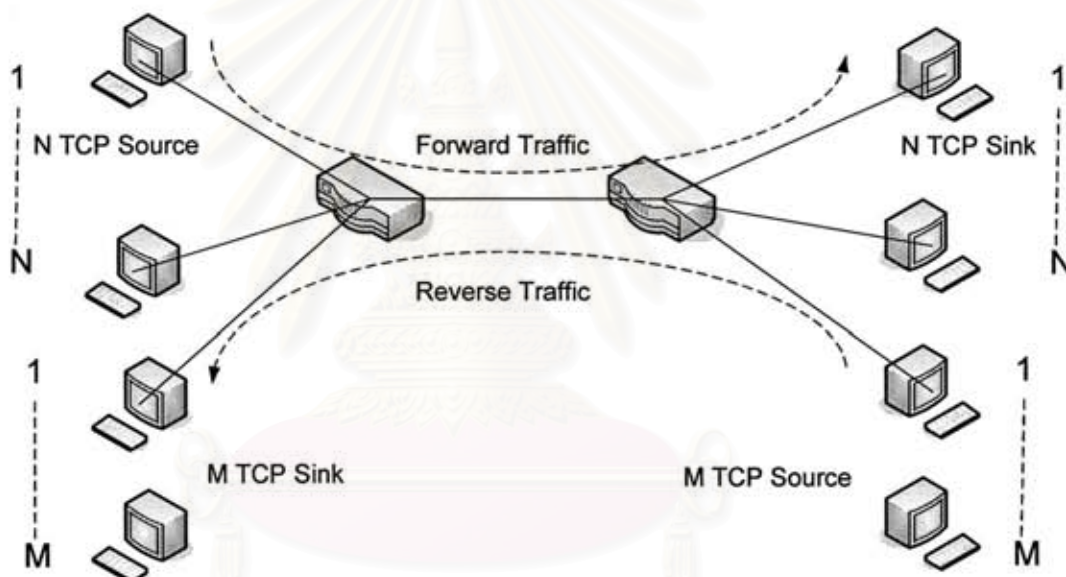 1
1
N TCP Source
Forward Traffic
N TCP Sink
N
N
Reverse Traffic
1
1
M TCP Sink
M TCP Source
M
M